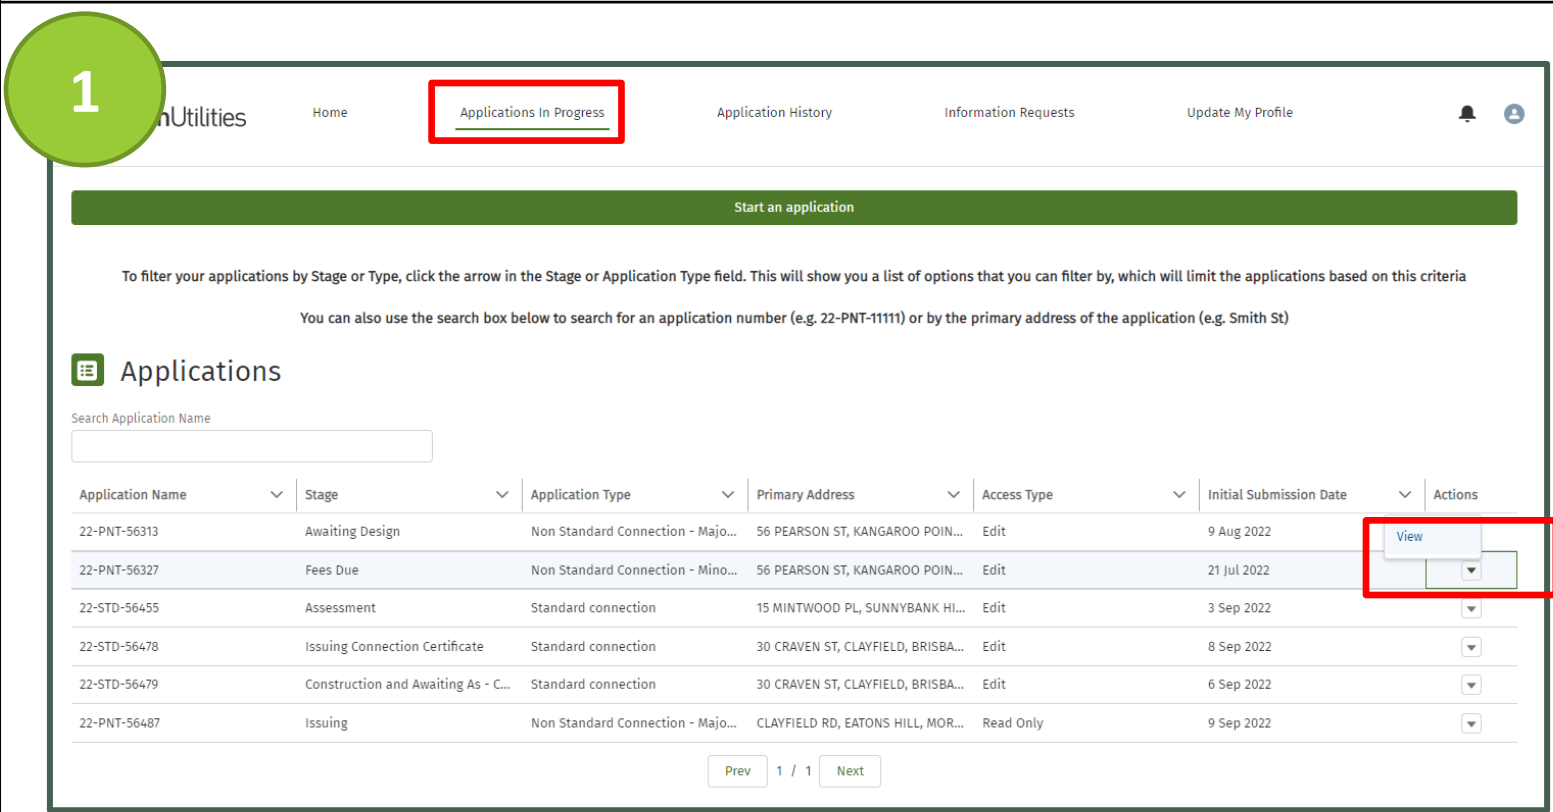 1
nUtilities
Home
Applications In Progress
Application History
Information Requests
Update My Profile
Start an application
To filter your applications by Stage or Type, click the arrow in the Stage or Application Type field. This will show you a list of options that you can filter by, which will limit the applications based on this criteria
You can also use the search box below to search for an application number (e.g. 22-PNT-11111) or by the primary address of the application (e.g. Smith St)
Applications
Search Application Name
Application Name Stage Application Type Primary Address Access Type Initial Submission Date Actions
22-PNT-56313 Awaiting Design Non Standard Connection - Majo... 56 PEARSON ST, KANGAROO POIN... Edit 9 Aug 2022
View
22-PNT-56327 Fees Due Non Standard Connection - Mino... 56 PEARSON ST, KANGAROO POIN... Edit 21 Jul 2022
22-STD-56455 Assessment Standard connection 15 MINTWOOD PL, SUNNYBANK HI... Edit 3 Sep 2022
22-STD-56478 Issuing Connection Certificate Standard connection 30 CRAVEN ST, CLAYFIELD, BRISBA... Edit 8 Sep 2022
22-STD-56479 Construction and Awaiting As - C... Standard connection 30 CRAVEN ST, CLAYFIELD, BRISBA... Edit 6 Sep 2022
22-PNT-56487 Issuing Non Standard Connection - Majo... CLAYFIELD RD, EATONS HILL, MOR... Read Only 9 Sep 2022
Prev 1 / 1 Next